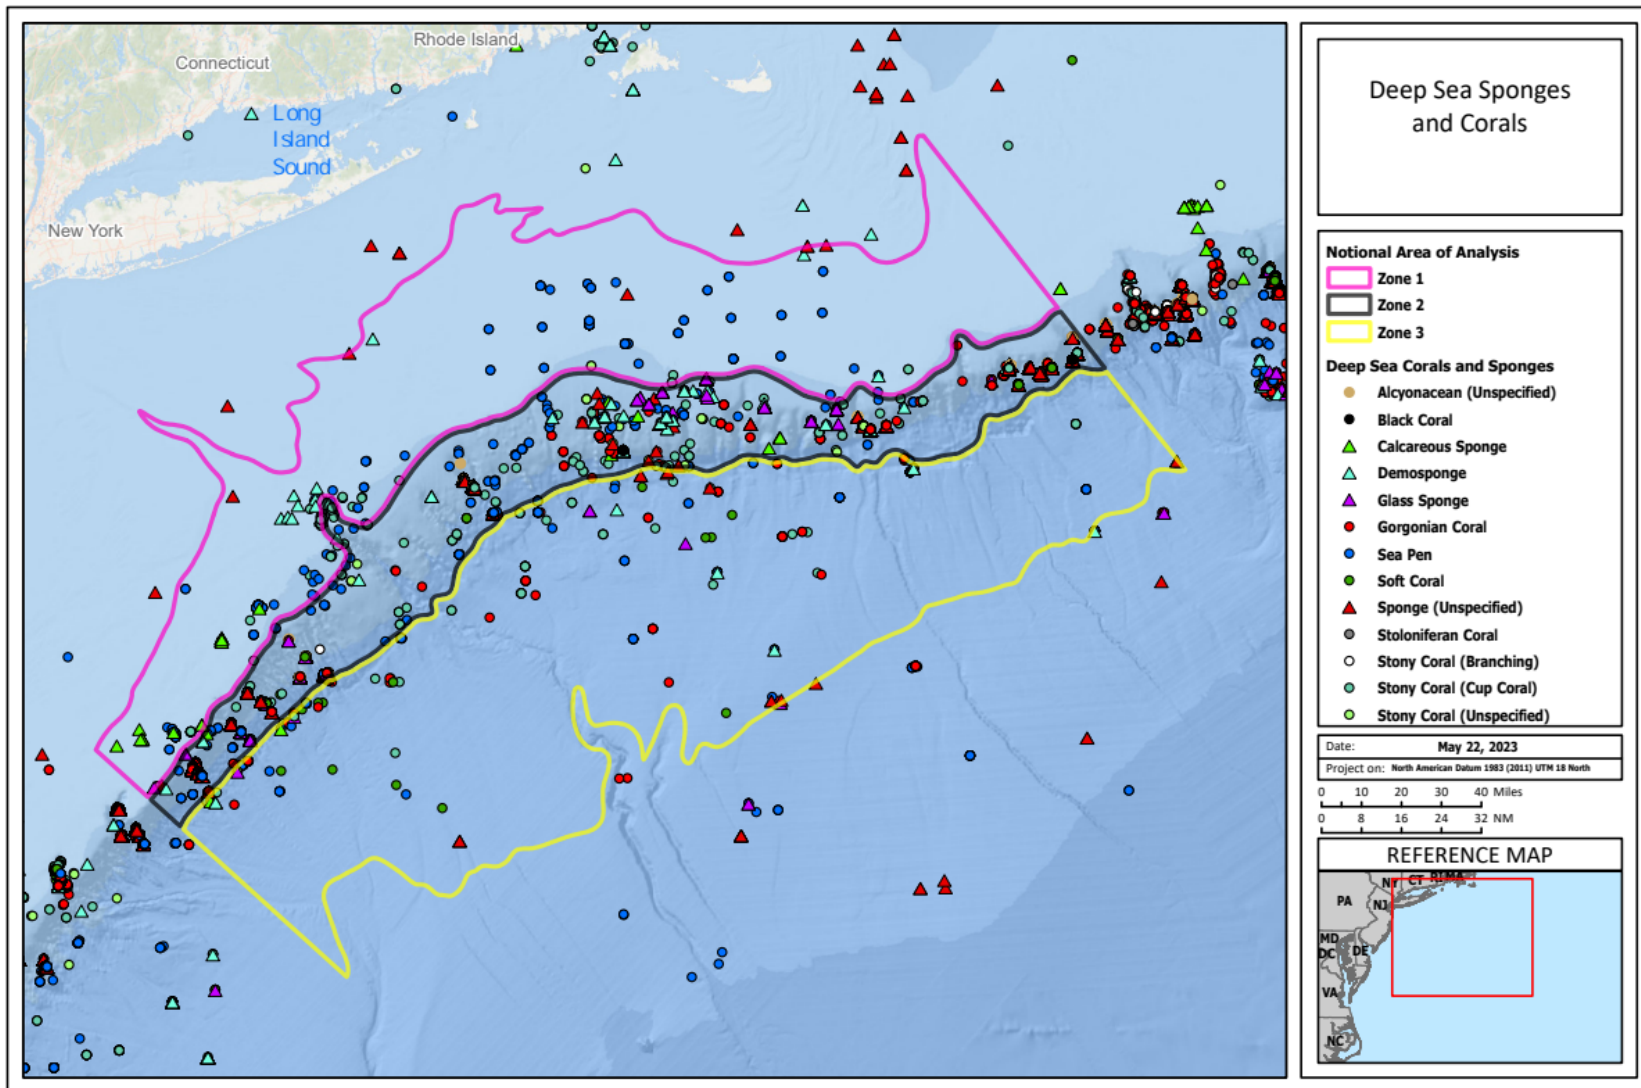 Rhode Island
Connecticut
Long
Island
Sound
New York
Deep Sea Sponges
and Corals
Notional Area of Analysis
Zone 1
Zone 2
Zone 3
Deep Sea Corals and Sponges
Alcyonacean (Unspecified)
Black Coral
Calcareous Sponge
Demosponge
Glass Sponge
Gorgonian Coral
Sea Pen
Soft Coral
Sponge (Unspecified)
Stoloniferan Coral
Stony Coral (Branching)
Stony Coral (Cup Coral)
Stony Coral (Unspecified)
Date: May 22, 2023
Project on: North American Datum 1983 (2011) UTM 18 North
0 10 20 30 40 Miles
0 8 16 24 32 NM
REFERENCE MAP
NY CT RI MA
PA NJ
MD
DC DE
VA
NC